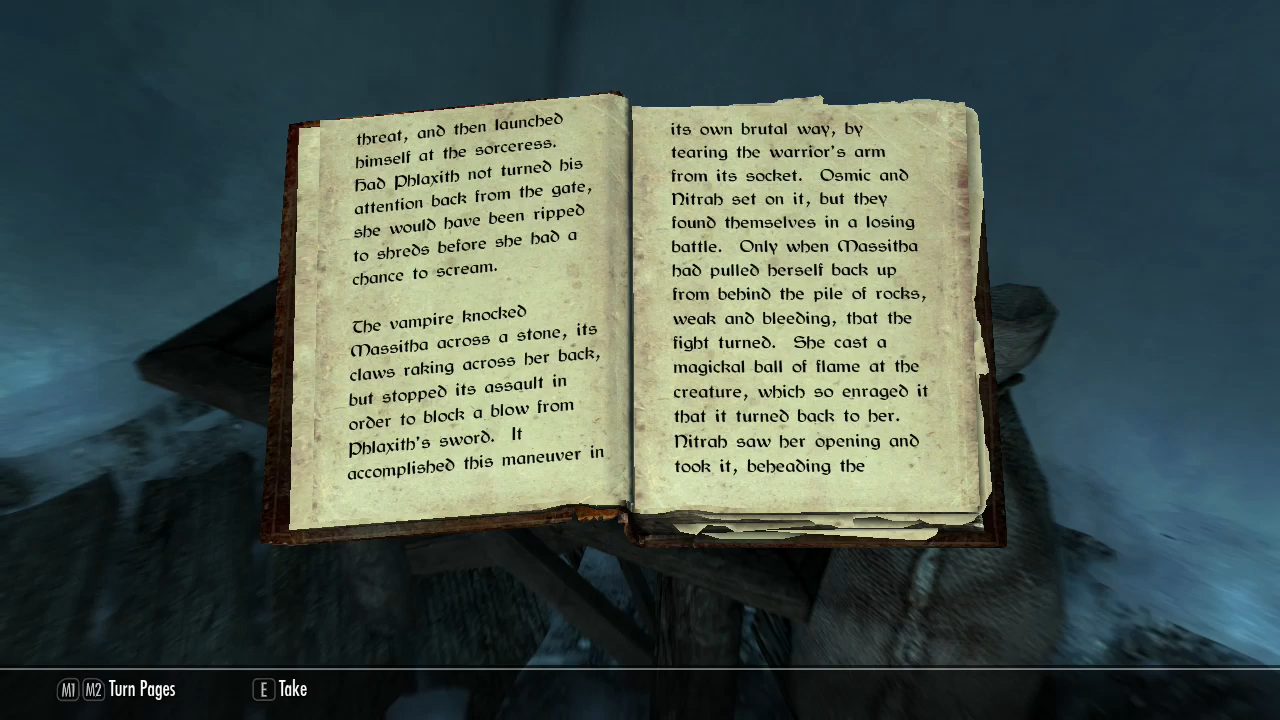 threat, and then launched
himself at the sorceress.
Had Phlaxith not turned his
attention back from the gate,
she would have been ripped
to shreds before she had a
chance to scream.
The vampire knocked
Massitha across a stone, its
claws raking across her back,
but stopped its assault in
order to block a blow from
Phlaxith's sword.  It
accomplished this maneuver in
its own brutal way, by
tearing the warrior's arm
from its socket.  Osmic and
Nitrah set on it, but they
found themselves in a losing
battle.  Only when Massitha
had pulled herself back up
from behind the pile of rocks,
weak and bleeding, that the
fight turned.  She cast a
magickal ball of flame at the
creature, which so enraged it
that it turned back to her.
Nitrah saw her opening and
took it, beheading the
M1 M2 Turn Pages
E Take